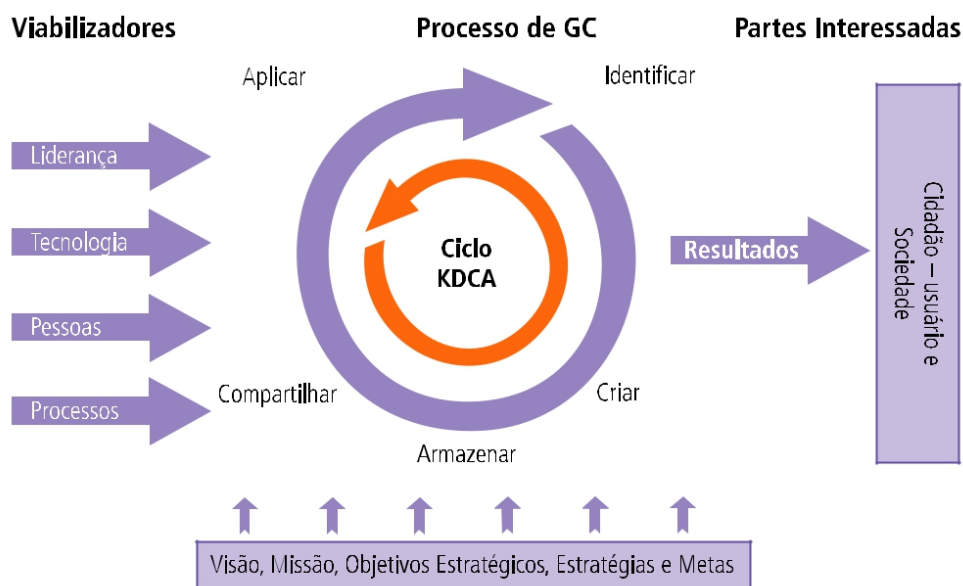 Viabilizadores
Processo de GC
Partes Interessadas
Aplicar
Identificar
Liderança
Tecnologia
Pessoas
Processos
Ciclo
KDCA
Compartilhar
Criar
Armazenar
Resultados
Cidadão – usuário e
Sociedade
Visão, Missão, Objetivos Estratégicos, Estratégias e Metas